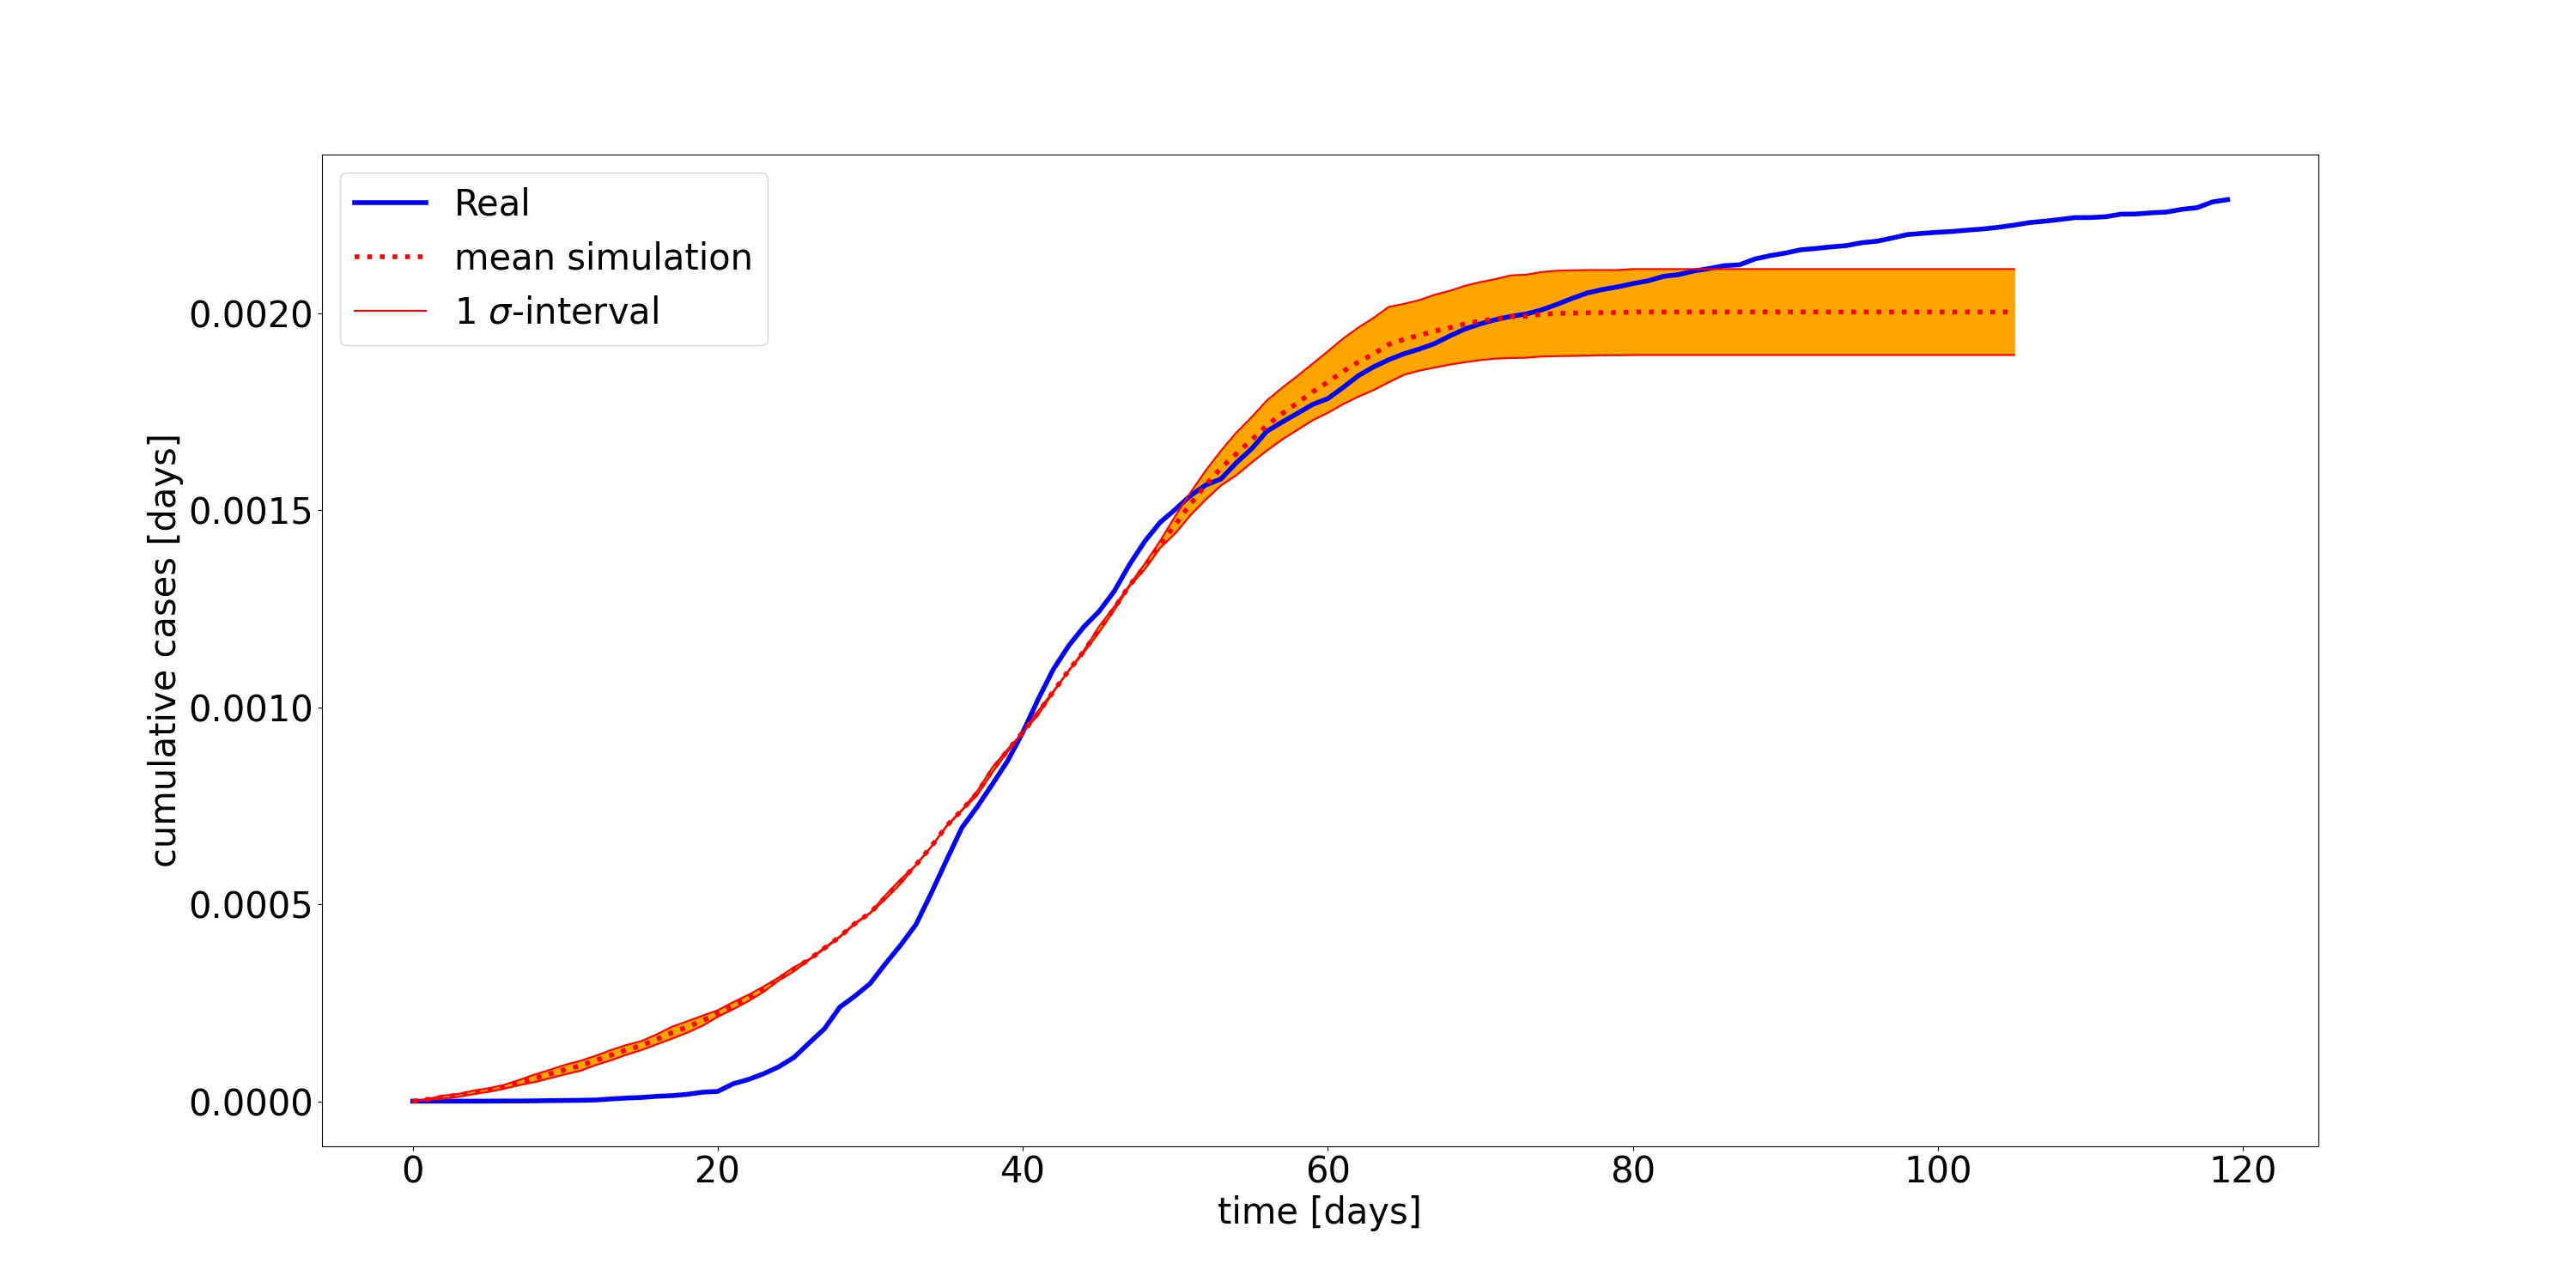 Real
mean simulation
1 σ-interval
cumulative cases [days]
0.0020
0.0015
0.0010
0.0005
0.0000
0 20 40 60 80 100 120
time [days]